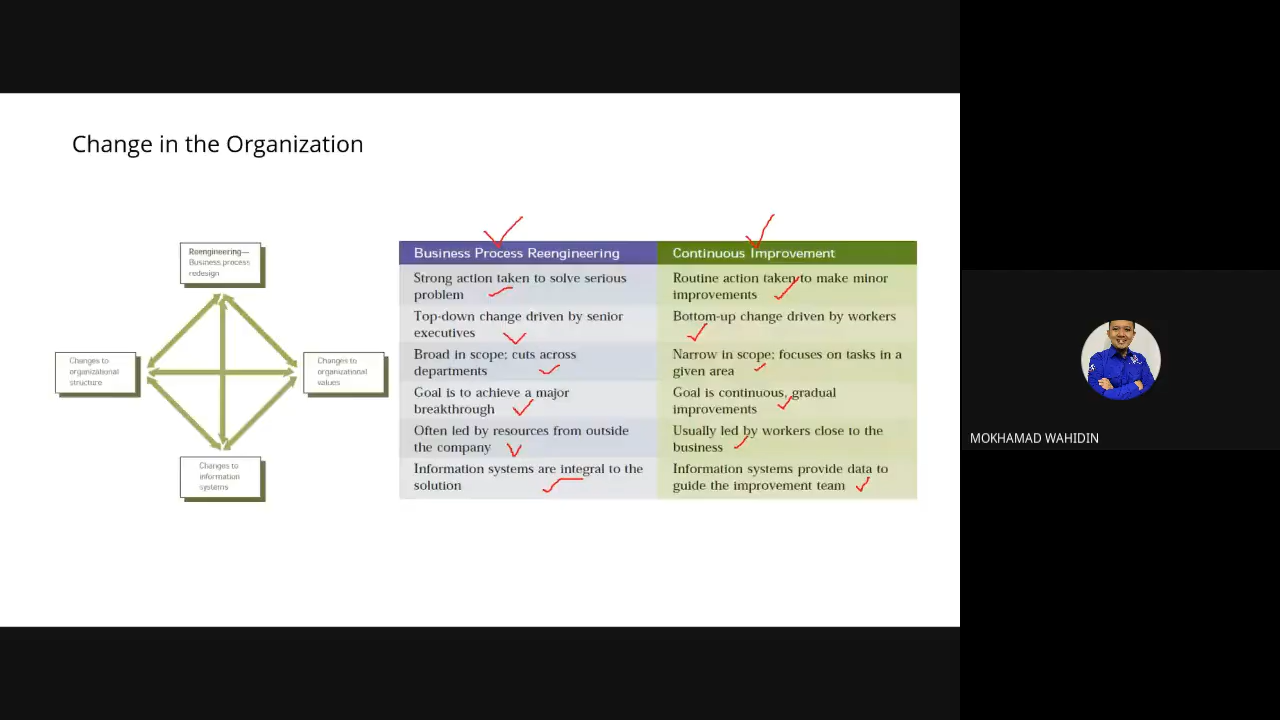 Change in the Organization
Reengineering—
Business process
redesign
Changes to
organizational
structure
Changes to
organizational
values
Changes to
information
systems
Business Process Reengineering
Continuous Improvement
Strong action taken to solve serious
problem
Routine action taken to make minor
improvements
Top-down change driven by senior
executives
Bottom-up change driven by workers
Broad in scope; cuts across
departments
Narrow in scope; focuses on tasks in a
given area
Goal is to achieve a major
breakthrough
Goal is continuous, gradual
improvements
Often led by resources from outside
the company
Usually led by workers close to the
business
Information systems are integral to the
solution
Information systems provide data to
guide the improvement team
MOKHAMAD WAHIDIN